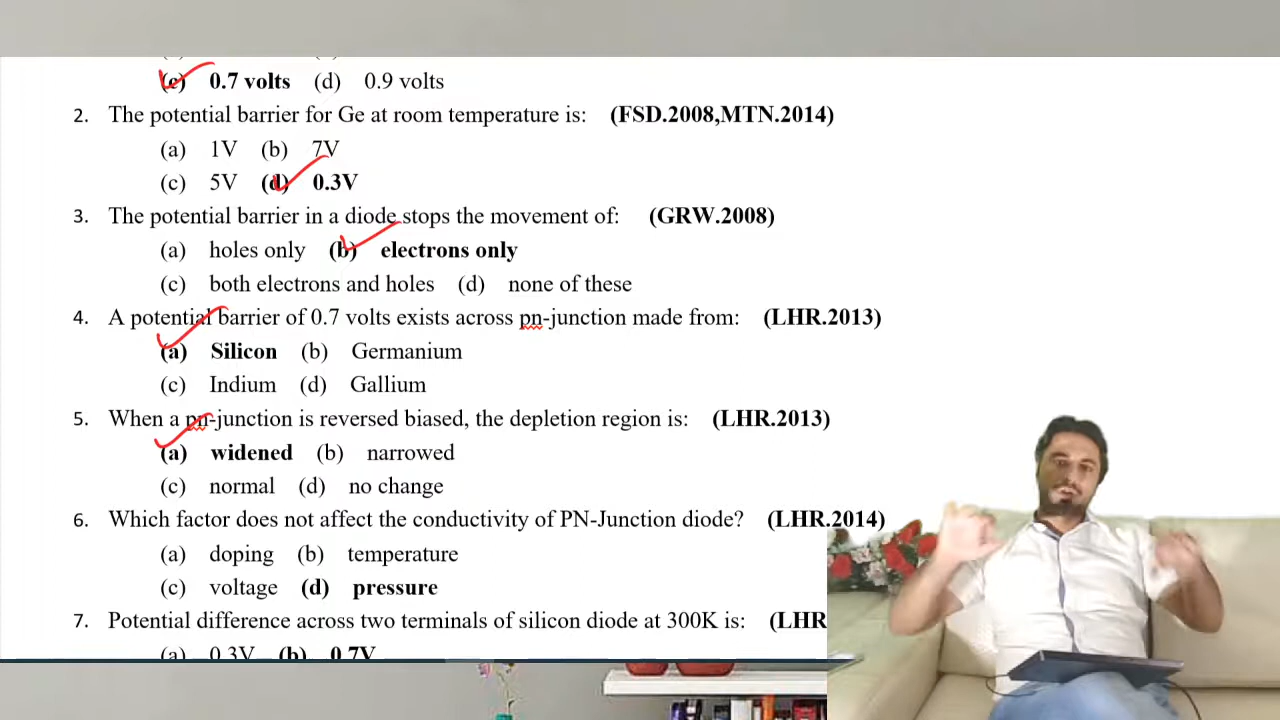 (c) 0.7 volts (d) 0.9 volts
2. The potential barrier for Ge at room temperature is: (FSD.2008,MTN.2014)
(a) 1V (b) 7V
(c) 5V (d) 0.3V
3. The potential barrier in a diode stops the movement of: (GRW.2008)
(a) holes only (b) electrons only
(c) both electrons and holes (d) none of these
4. A potential barrier of 0.7 volts exists across pn-junction made from: (LHR.2013)
(a) Silicon (b) Germanium
(c) Indium (d) Gallium
5. When a pn-junction is reversed biased, the depletion region is: (LHR.2013)
(a) widened (b) narrowed
(c) normal (d) no change
6. Which factor does not affect the conductivity of PN-Junction diode? (LHR.2014)
(a) doping (b) temperature
(c) voltage (d) pressure
7. Potential difference across two terminals of silicon diode at 300K is: (LHR
(a) 0.3V (b) 0.7V